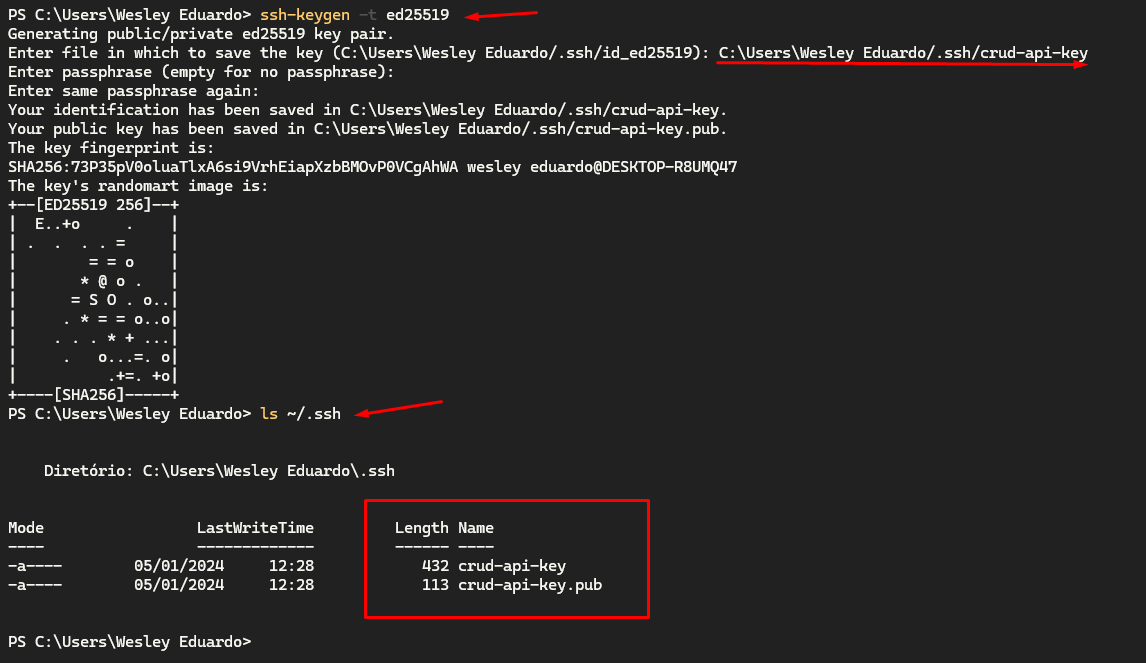 PS C:\Users\Wesley Eduardo> ssh-keygen -t ed25519
Generating public/private ed25519 key pair.
Enter file in which to save the key (C:\Users\Wesley Eduardo/.ssh/id_ed25519): C:\Users\Wesley Eduardo/.ssh/crud-api-key
Enter passphrase (empty for no passphrase):
Enter same passphrase again:
Your identification has been saved in C:\Users\Wesley Eduardo/.ssh/crud-api-key.
Your public key has been saved in C:\Users\Wesley Eduardo/.ssh/crud-api-key.pub.
The key fingerprint is:
SHA256:73P35pV0oluaTlxA6si9VrhEiapXzbBMOvP0VCgAhWA wesley eduardo@DESKTOP-R8UMQ47
The key's randomart image is:
+--[ED25519 256]--+
|  E..+o     .    |
| .  .  . . =     |
|        = = o    |
|       * @ o .   |
|      = S O . o..|
|     . * = = o..o|
|    . . . * + ...|
|     .   o...=. o|
|          .+=. +o|
+----[SHA256]-----+
PS C:\Users\Wesley Eduardo> ls ~/.ssh
Diretório: C:\Users\Wesley Eduardo\.ssh
Mode                 LastWriteTime         Length Name
----                 -------------         ------ ----
-a----        05/01/2024     12:28            432 crud-api-key
-a----        05/01/2024     12:28            113 crud-api-key.pub
PS C:\Users\Wesley Eduardo>